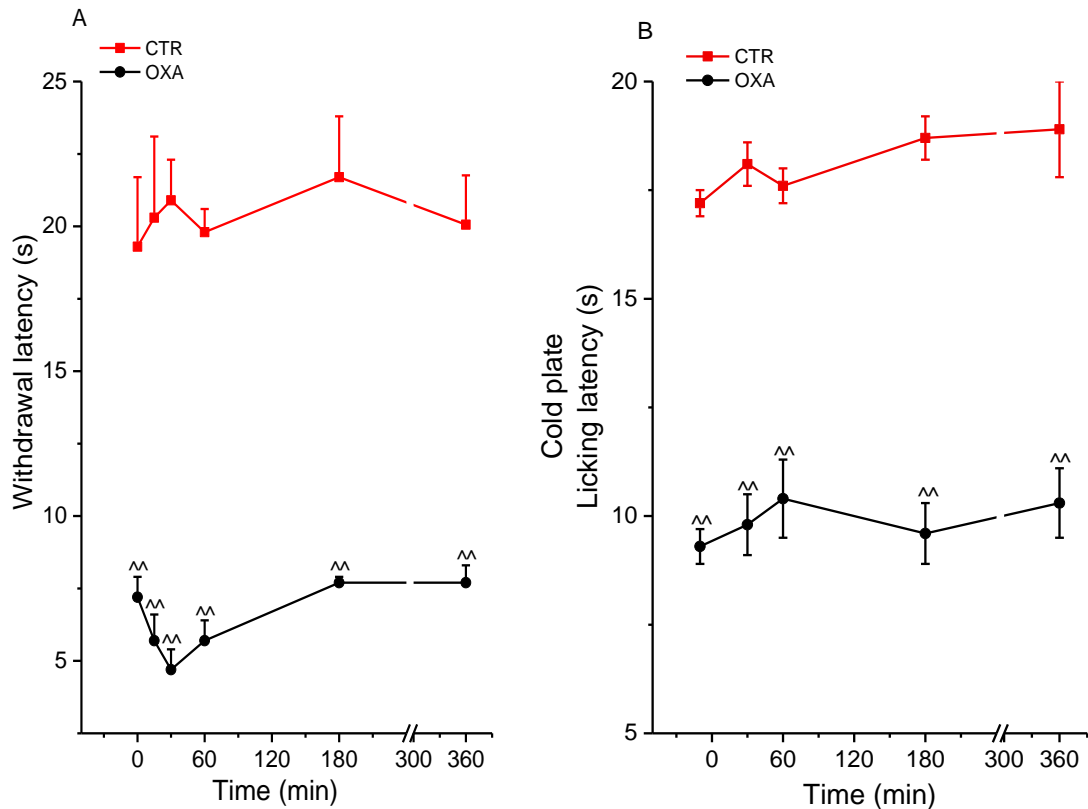 A
CTR
OXA
25
20
15
10
5
Withdrawal latency (s)
^^
^^
^^
^^
^^
^^
0
60
120
180
300
360
Time (min)
B
CTR
OXA
20
15
10
5
Cold plate
Licking latency (s)
^^
^^
^^
^^
^^
0
60
120
180
300
360
Time (min)